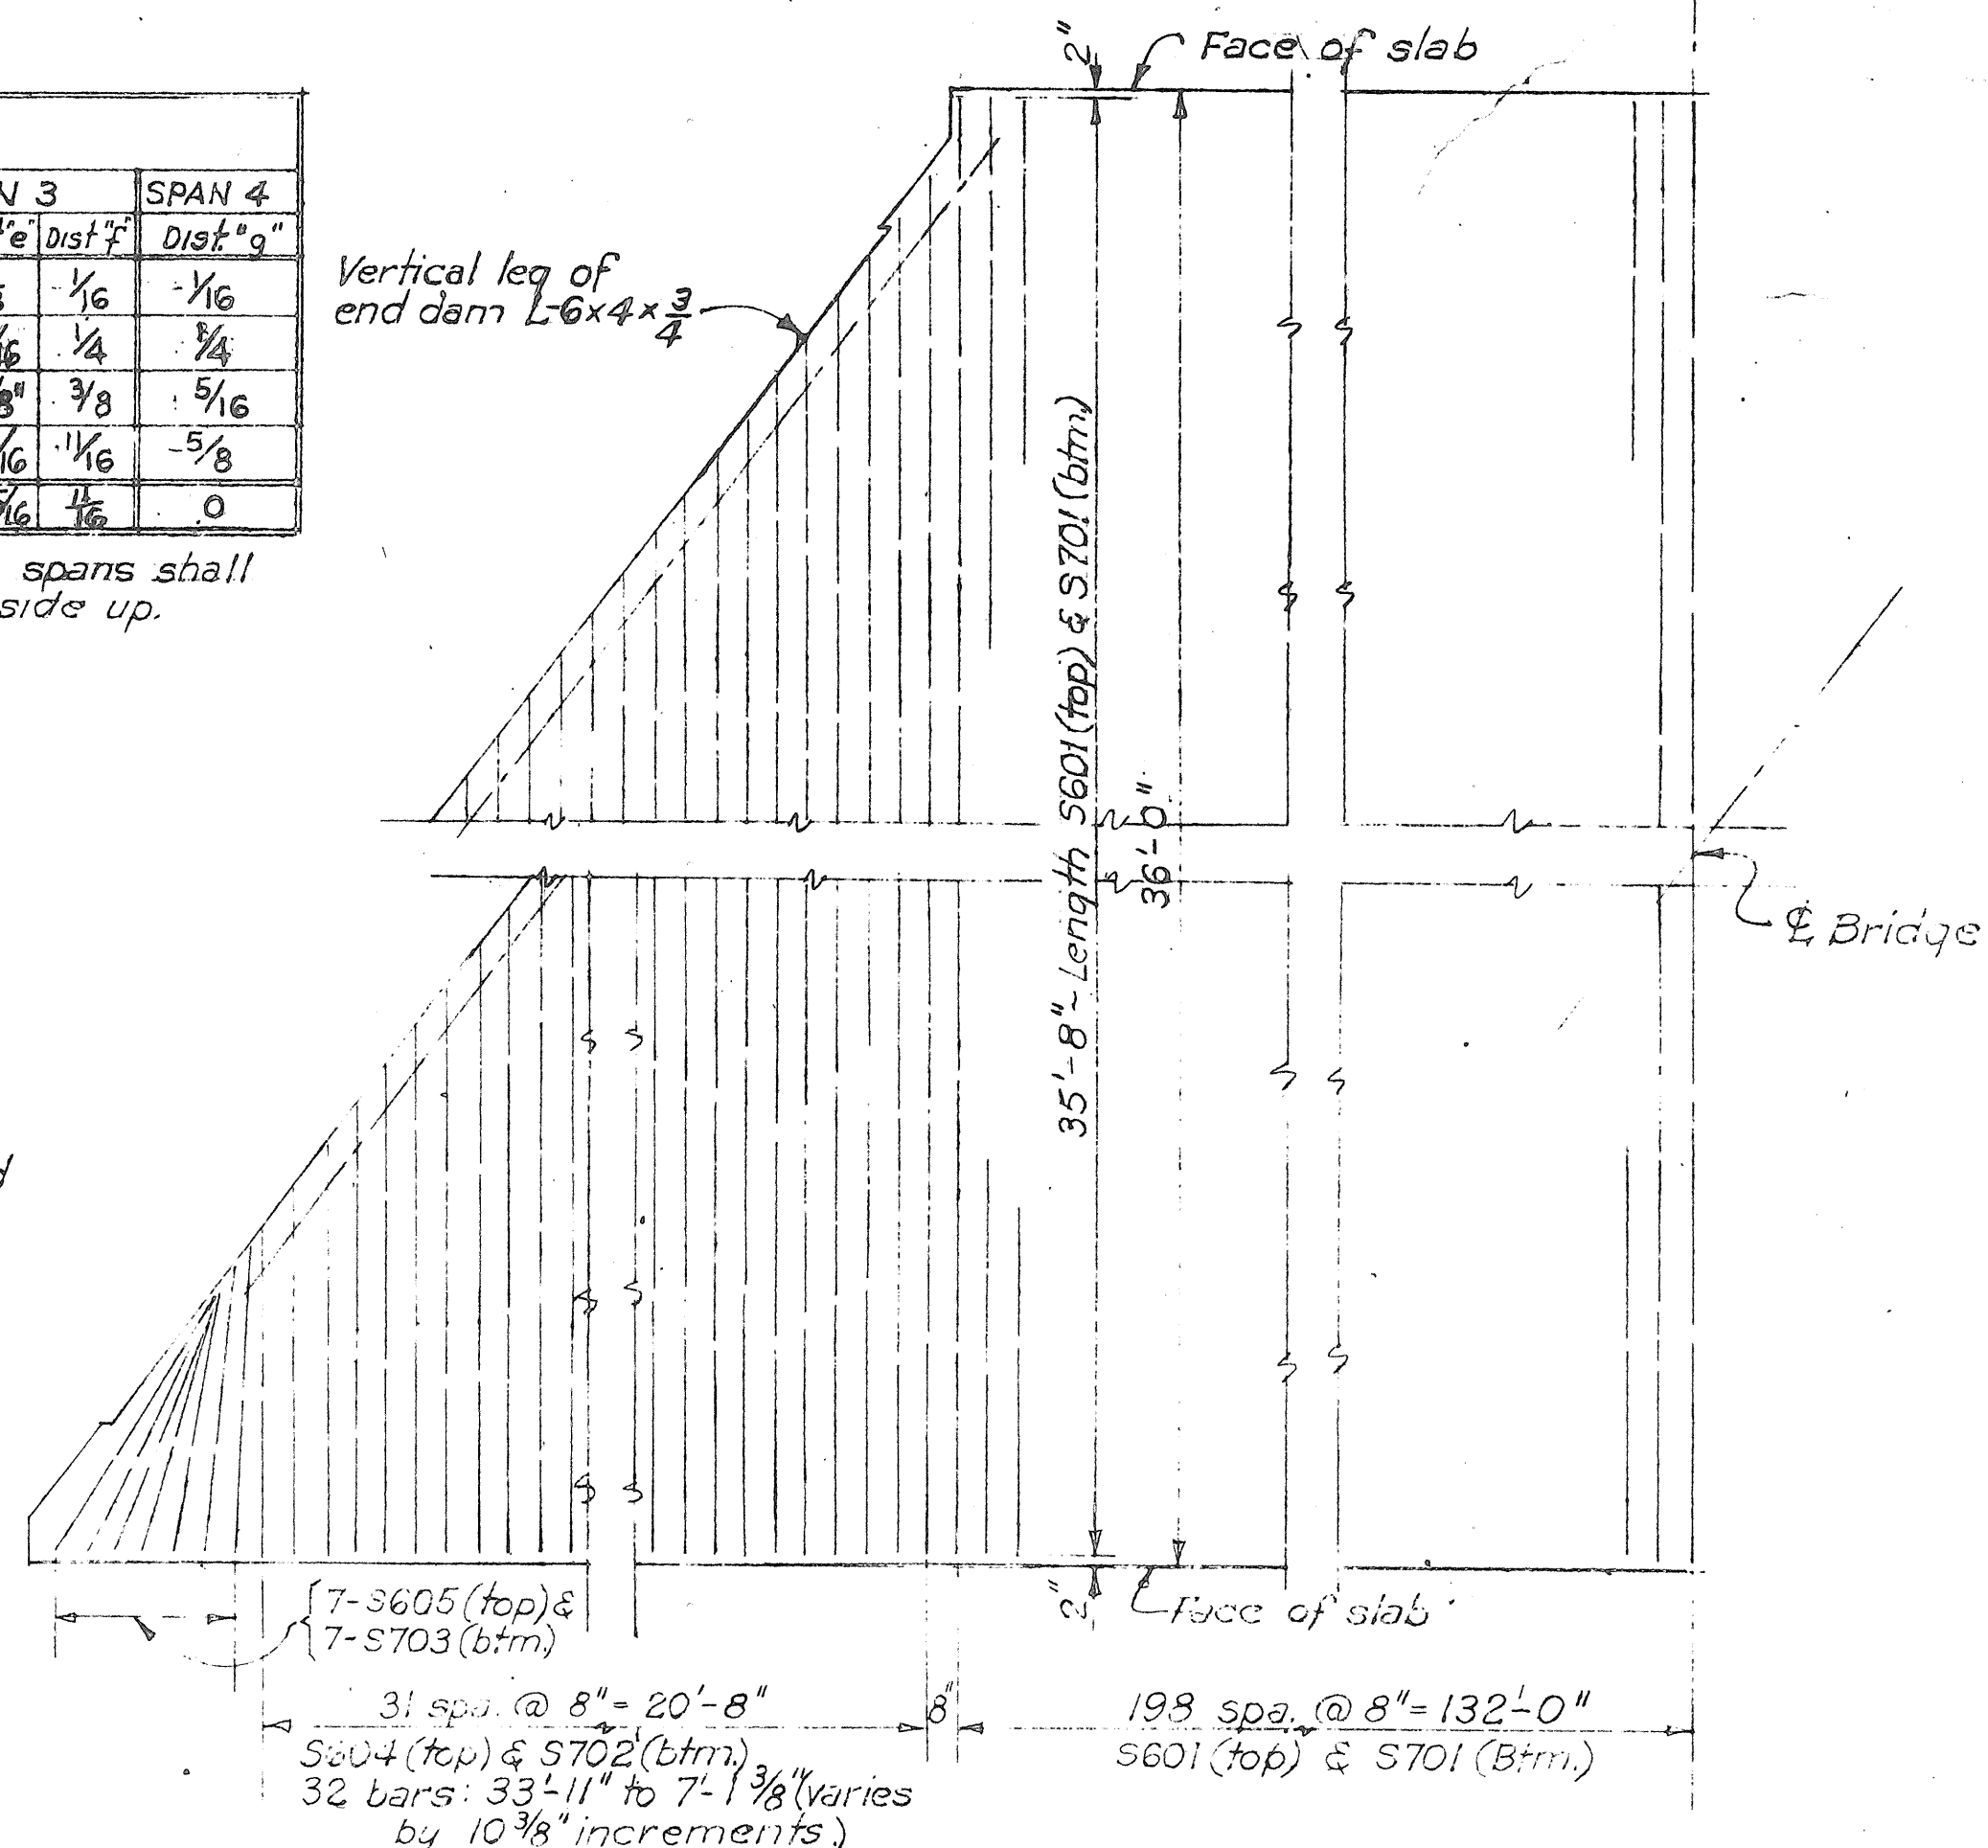 2"
Face of slab
N 3 SPAN 4
"e" Dist "f" Dist. "g"
-1/16 -1/16
1/4 1/4
/8" 3/8 5/16
/16 11/16 -5/8
/16 11/16 0
spans shall
side up.
Vertical leg of
end dam L-6x4x3/4
35'-8"-Length S601(top) & S701(btm.)
36'-0"
℄ Bridge
2"
Face of slab
7-S605(top) &
7-S703(btm.)
31 spa. @ 8"= 20'-8"
8"
198 spa. @ 8"= 132'-0"
S604(top) & S702(btm.)
S601(top) & S701(Btm.)
32 bars: 33'-11" to 7'-1 3/8" (varies
by 10 3/8" increments.)